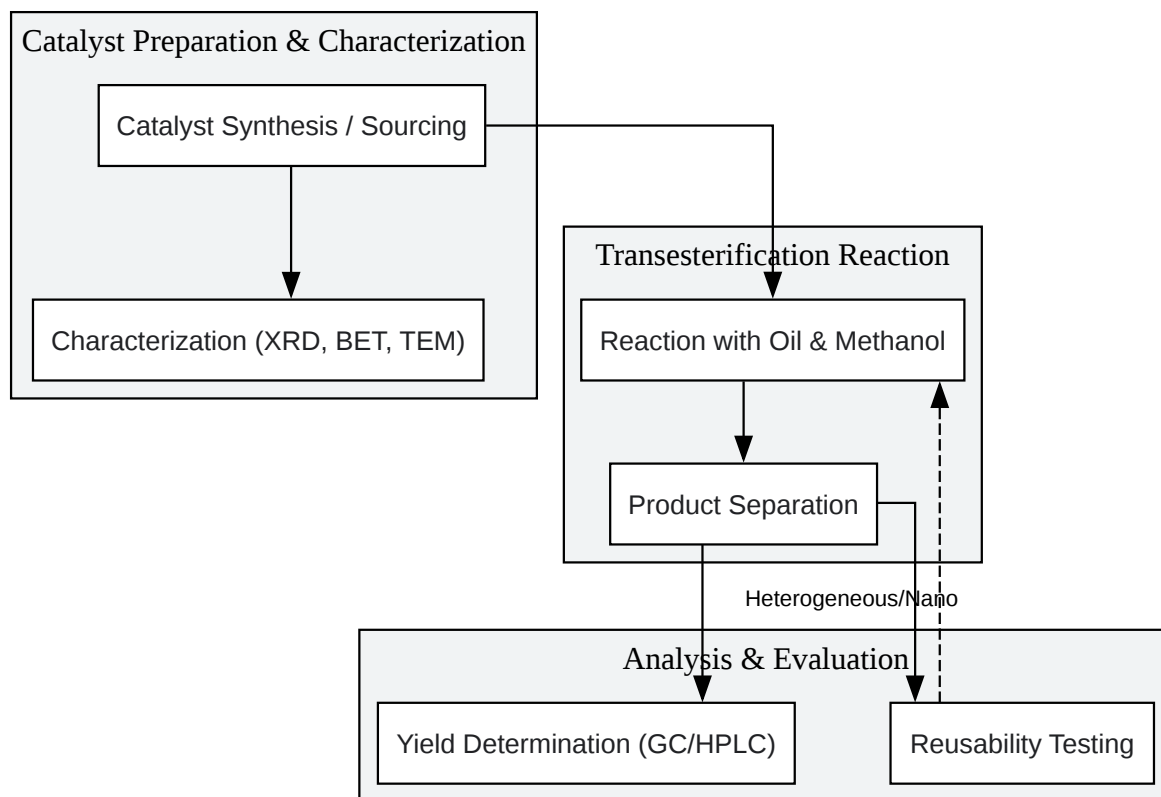 Catalyst Preparation & Characterization
Catalyst Synthesis / Sourcing
Characterization (XRD, BET, TEM)
Transesterification Reaction
Reaction with Oil & Methanol
Product Separation
Heterogeneous/Nano
Analysis & Evaluation
Yield Determination (GC/HPLC)
Reusability Testing